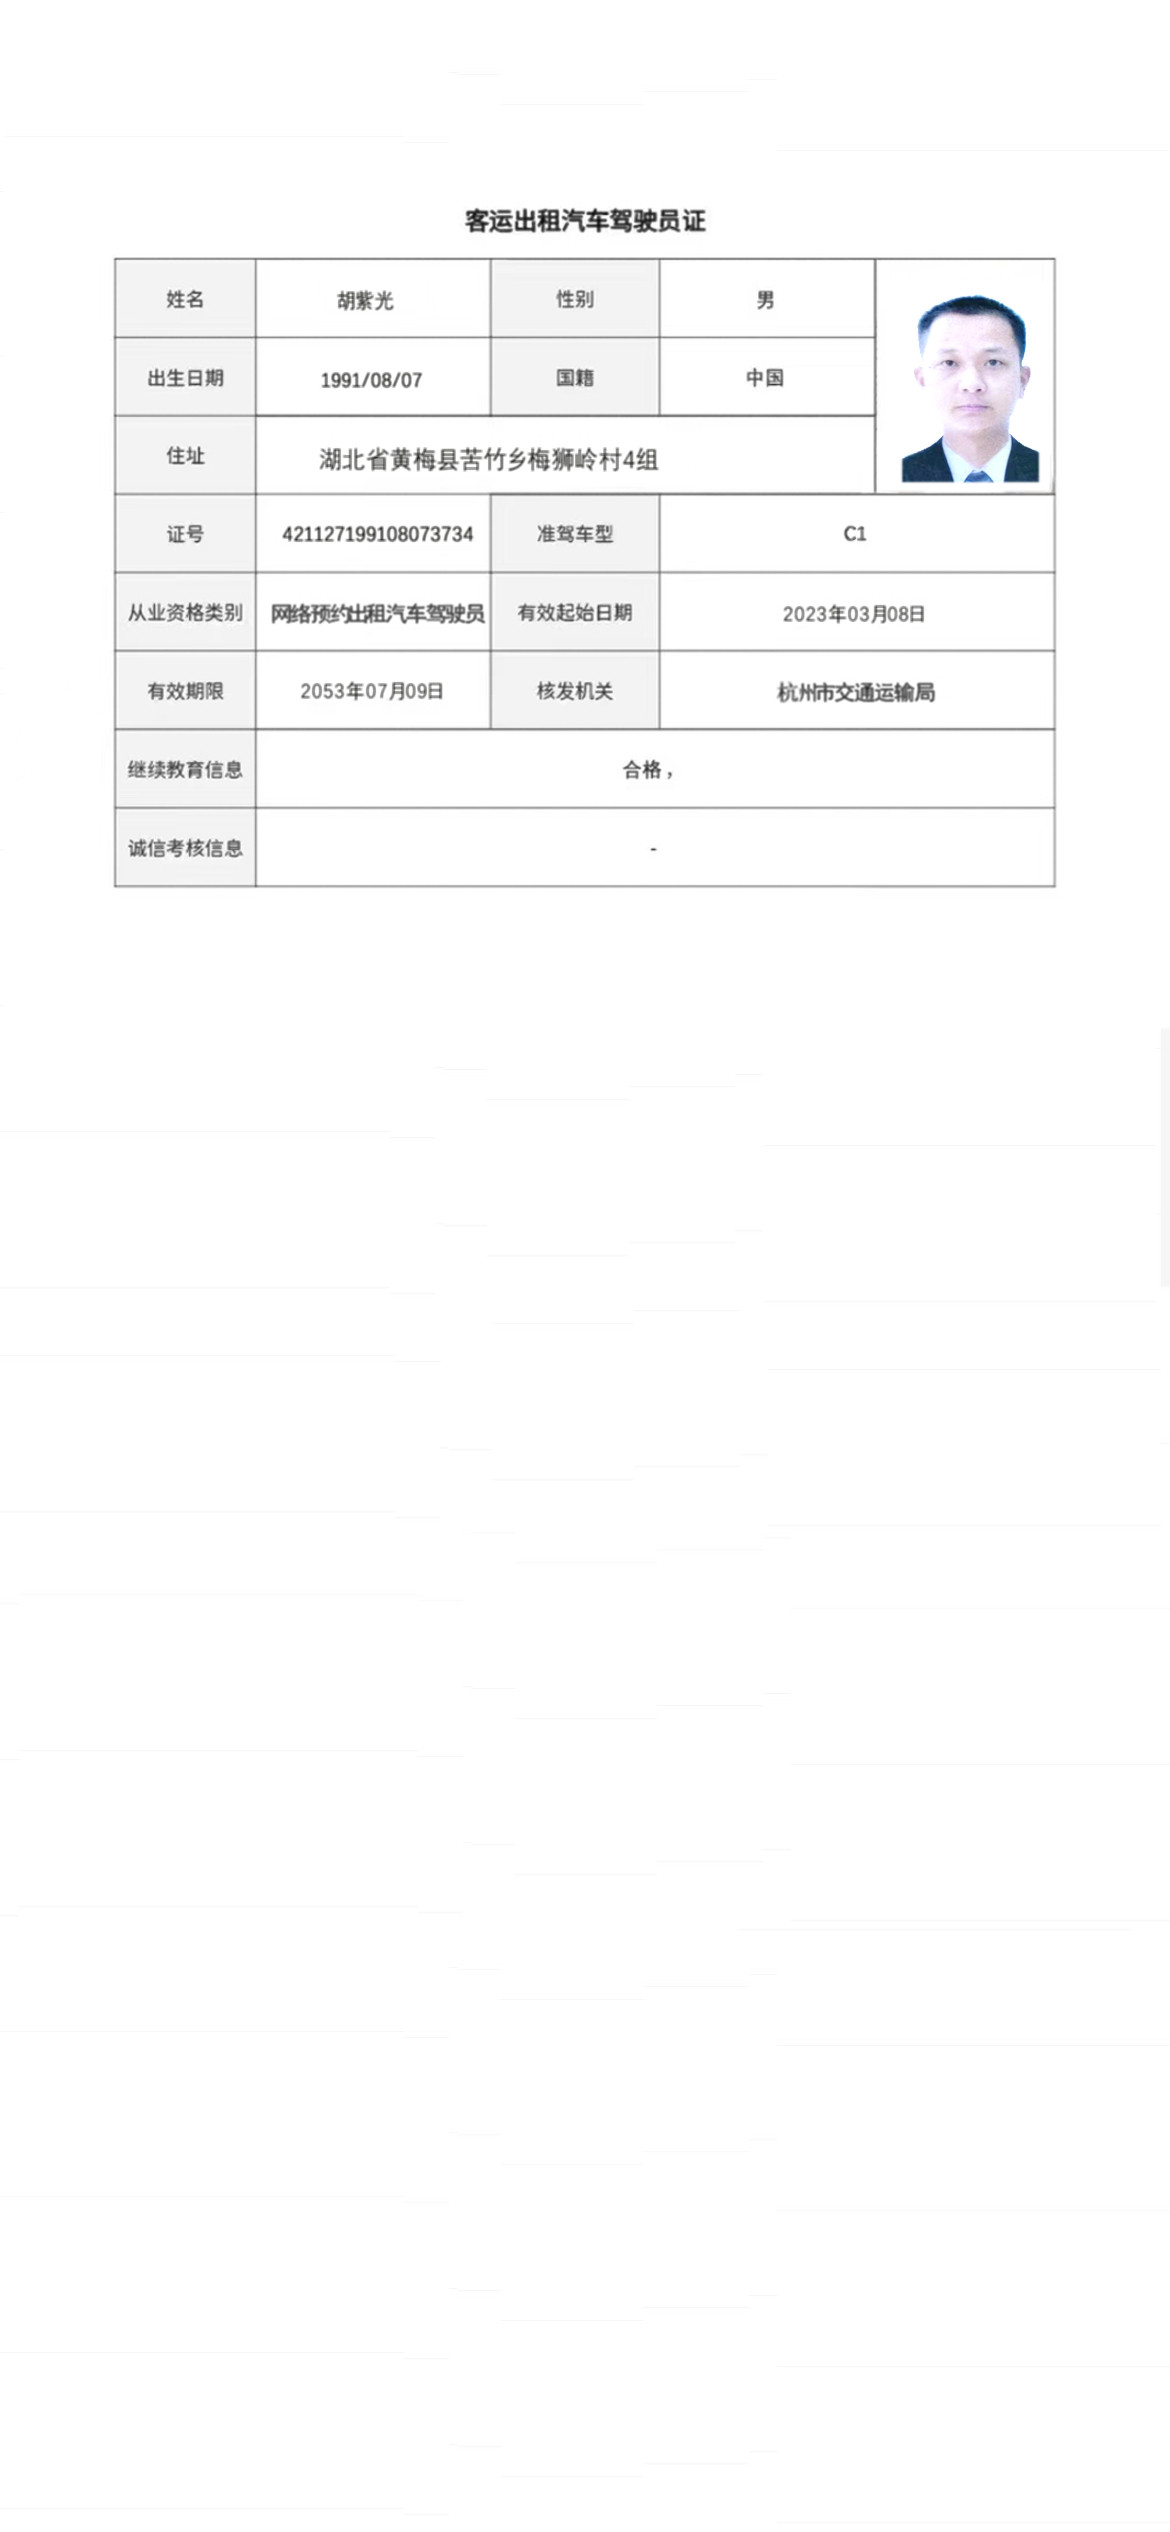 客运出租汽车驾驶员证
姓名 胡紫光 性别 男
出生日期 1991/08/07 国籍 中国
住址 湖北省黄梅县苦竹乡梅狮岭村4组
证号 421127199108073734 准驾车型 C1
从业资格类别 网络预约出租汽车驾驶员 有效起始日期 2023年03月08日
有效期限 2053年07月09日 核发机关 杭州市交通运输局
继续教育信息 合格，
诚信考核信息 -